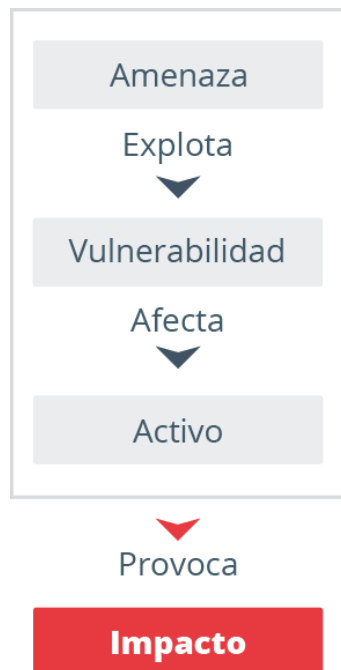 Amenaza
Explota
Vulnerabilidad
Afecta
Activo
Provoca
Impacto